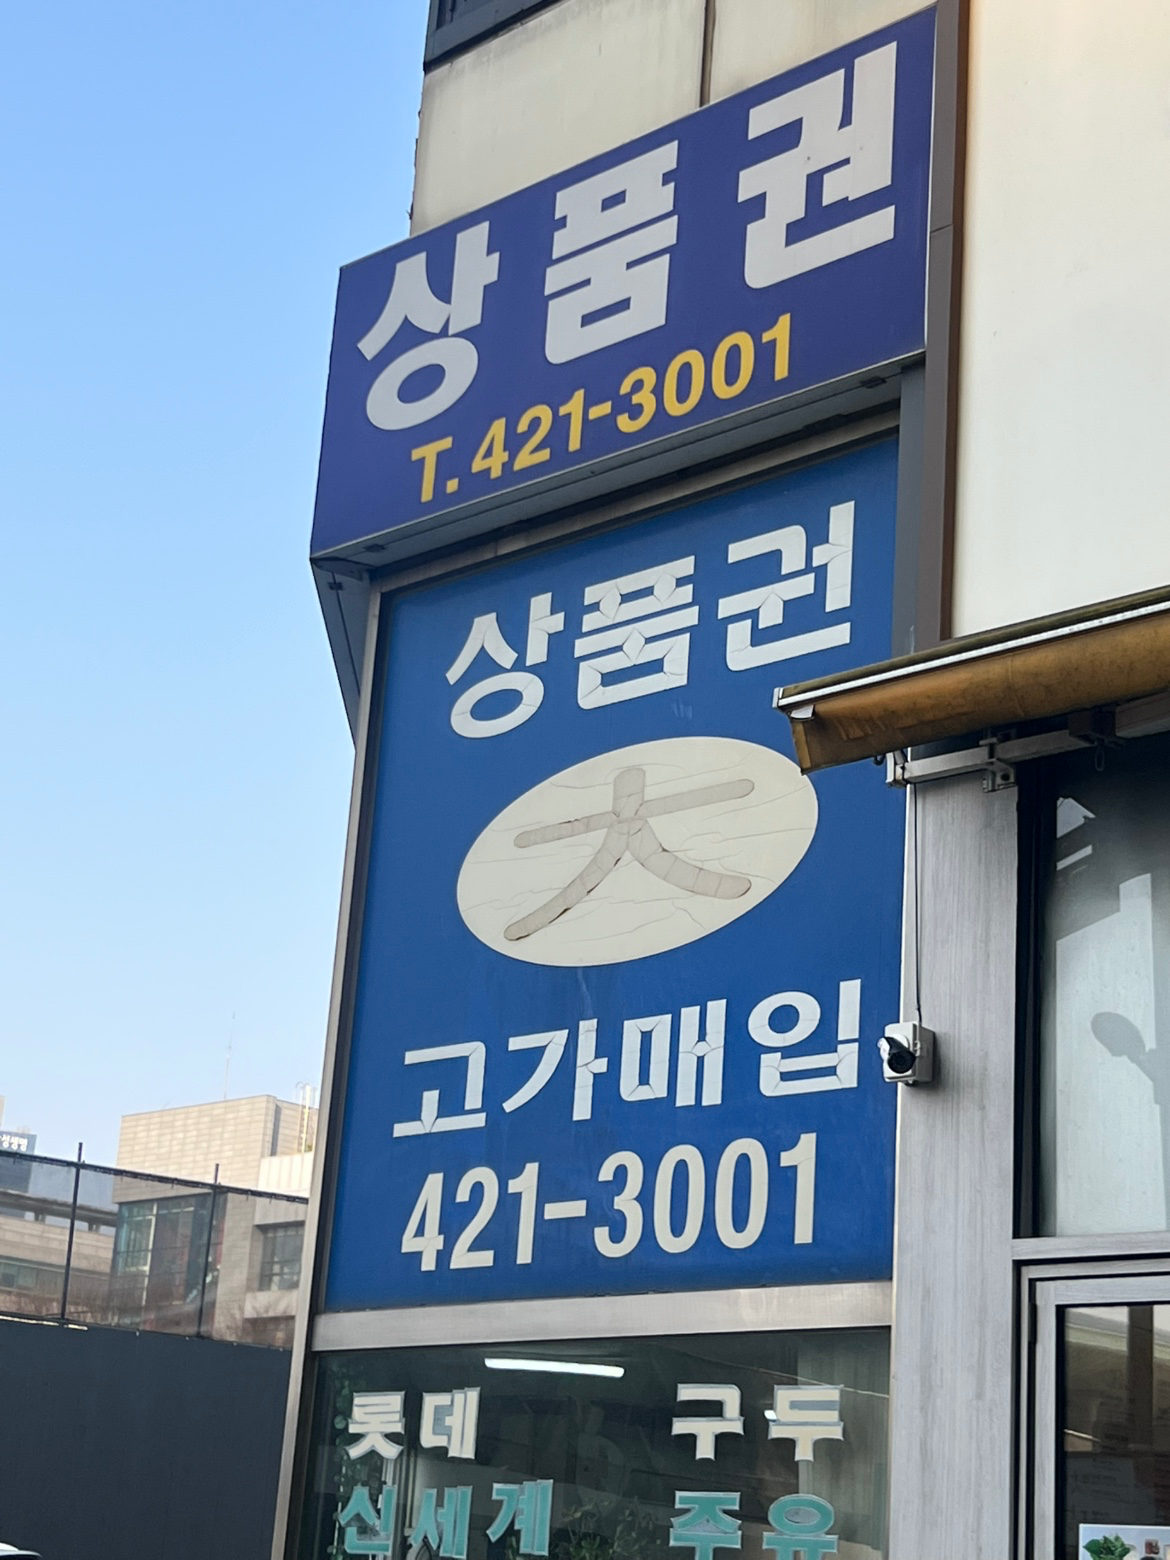 상품권
T. 421-3001
상품권
大
고가매입
421-3001
롯데 구두
신세계 주유